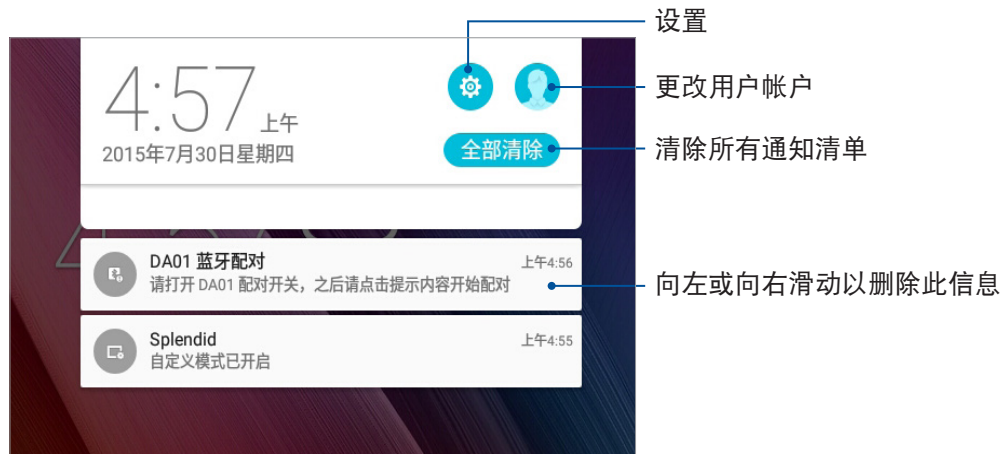 设置
4:57 上午
更改用户帐户
2015年7月30日星期四
全部清除
清除所有通知清单
DA01 蓝牙配对
上午4:56
请打开 DA01 配对开关，之后请点击提示内容开始配对
向左或向右滑动以删除此信息
Splendid
上午4:55
自定义模式已开启